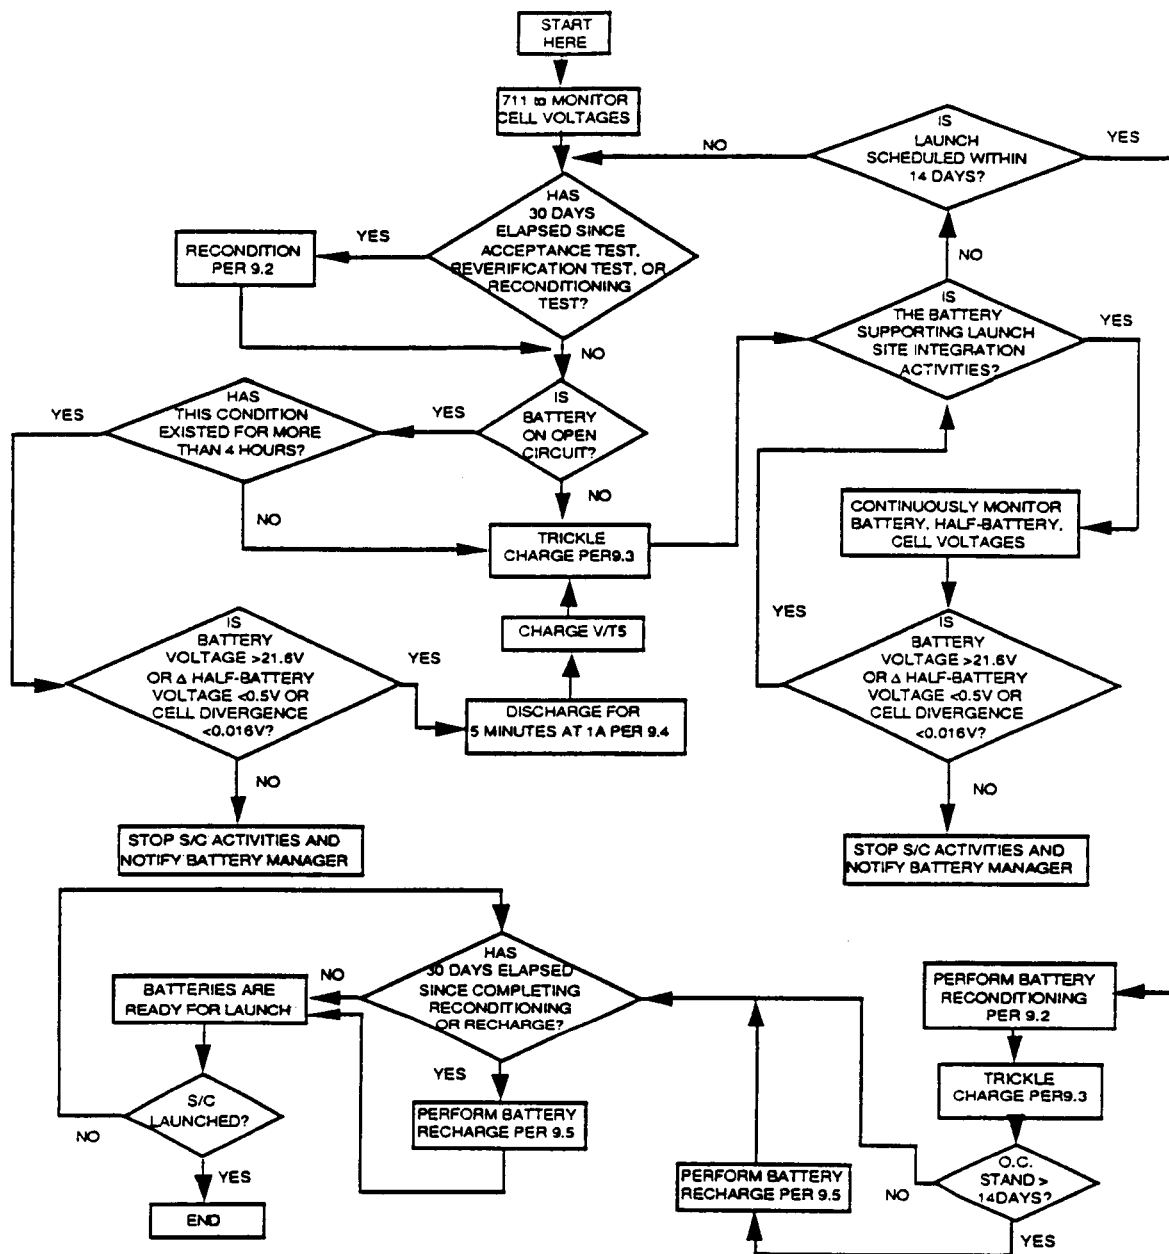 START
HERE
711 to MONITOR
CELL VOLTAGES
IS
LAUNCH
SCHEDULED WITHIN
14 DAYS?
NO
YES
HAS
30 DAYS
ELAPSED SINCE
ACCEPTANCE TEST,
REVERIFICATION TEST, OR
RECONDITIONING
TEST?
YES
RECONDITION
PER 9.2
NO
NO
IS
THE BATTERY
SUPPORTING LAUNCH
SITE INTEGRATION
ACTIVITIES?
YES
IS
BATTERY
ON OPEN
CIRCUIT?
YES
NO
HAS
THIS CONDITION
EXISTED FOR MORE
THAN 4 HOURS?
YES
NO
TRICKLE
CHARGE PER9.3
CONTINUOUSLY MONITOR
BATTERY, HALF-BATTERY,
CELL VOLTAGES
CHARGE V/T5
YES
IS
BATTERY
VOLTAGE >21.6V
OR Δ HALF-BATTERY
VOLTAGE <0.5V OR
CELL DIVERGENCE
<0.016V?
YES
DISCHARGE FOR
5 MINUTES AT 1A PER 9.4
IS
BATTERY
VOLTAGE >21.6V
OR Δ HALF-BATTERY
VOLTAGE <0.5V OR
CELL DIVERGENCE
<0.016V?
NO
NO
STOP S/C ACTIVITIES AND
NOTIFY BATTERY MANAGER
STOP S/C ACTIVITIES AND
NOTIFY BATTERY MANAGER
HAS
30 DAYS ELAPSED
SINCE COMPLETING
RECONDITIONING
OR RECHARGE?
NO
YES
BATTERIES ARE
READY FOR LAUNCH
PERFORM BATTERY
RECONDITIONING
PER 9.2
TRICKLE
CHARGE PER9.3
S/C
LAUNCHED?
NO
YES
PERFORM BATTERY
RECHARGE PER 9.5
PERFORM BATTERY
RECHARGE PER 9.5
O.C.
STAND >
14DAYS?
NO
YES
END